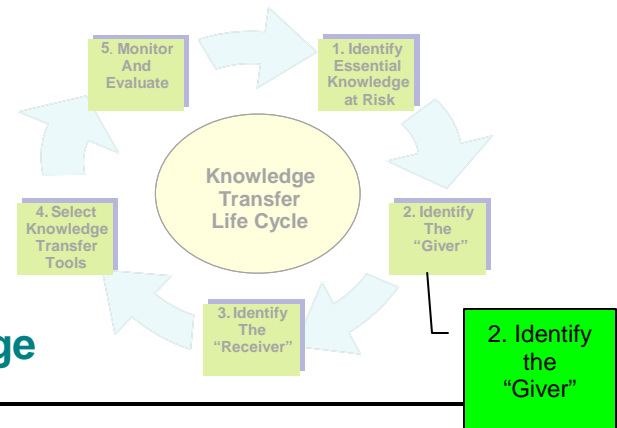 5. Monitor
And
Evaluate
1. Identify
Essential
Knowledge
at Risk
Knowledge
Transfer
Life Cycle
4. Select
Knowledge
Transfer
Tools
2. Identify
The
“Giver”
3. Identify
The
“Receiver”
ge
2. Identify
the
“Giver”